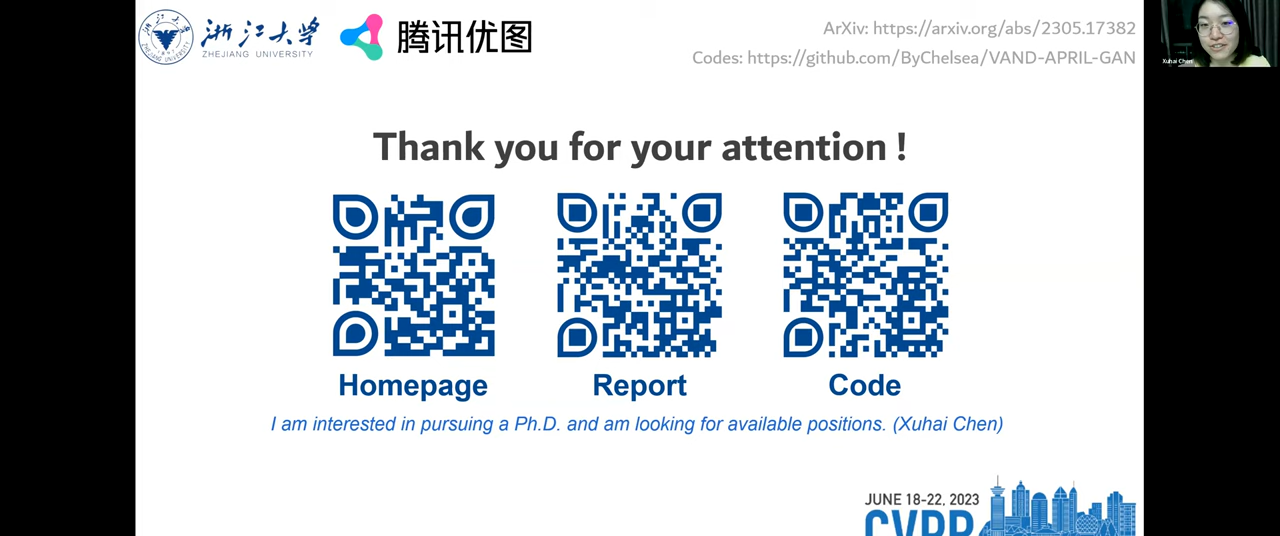 浙江大学
ZHEJIANG UNIVERSITY
腾讯优图
ArXiv: https://arxiv.org/abs/2305.17382
Codes: https://github.com/ByChelsea/VAND-APRIL-GAN
Xuhai Chen
Thank you for your attention !
Homepage
Report
Code
I am interested in pursuing a Ph.D. and am looking for available positions. (Xuhai Chen)
JUNE 18-22, 2023
CVPR